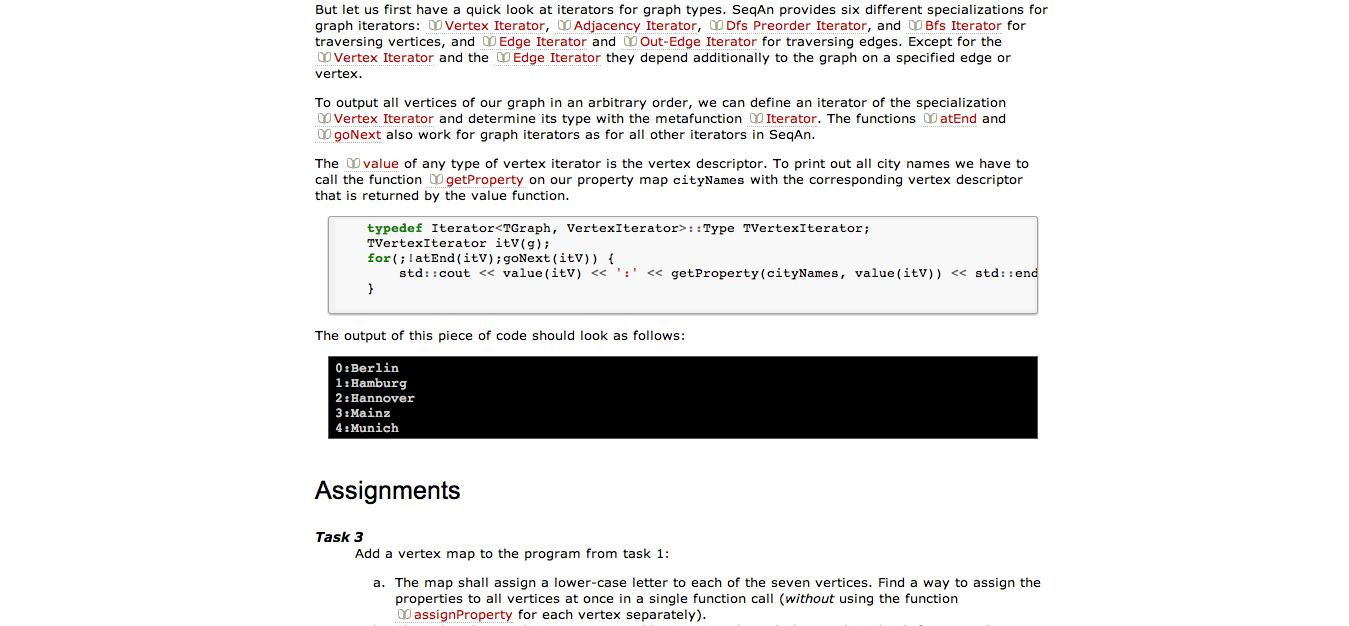 But let us first have a quick look at iterators for graph types. SeqAn provides six different specializations for
graph iterators: Vertex Iterator, Adjacency Iterator, Dfs Preorder Iterator, and Bfs Iterator for
traversing vertices, and Edge Iterator and Out-Edge Iterator for traversing edges. Except for the
Vertex Iterator and the Edge Iterator they depend additionally to the graph on a specified edge or
vertex.
To output all vertices of our graph in an arbitrary order, we can define an iterator of the specialization
Vertex Iterator and determine its type with the metafunction Iterator. The functions atEnd and
goNext also work for graph iterators as for all other iterators in SeqAn.
The value of any type of vertex iterator is the vertex descriptor. To print out all city names we have to
call the function getProperty on our property map cityNames with the corresponding vertex descriptor
that is returned by the value function.
typedef Iterator<TGraph, VertexIterator>::Type TVertexIterator;
TVertexIterator itV(g);
for(;!atEnd(itV);goNext(itV)) {
std::cout << value(itV) << ':' << getProperty(cityNames, value(itV)) << std::end
}
The output of this piece of code should look as follows:
0:Berlin
1:Hamburg
2:Hannover
3:Mainz
4:Munich
Assignments
Task 3
Add a vertex map to the program from task 1:
a. The map shall assign a lower-case letter to each of the seven vertices. Find a way to assign the
properties to all vertices at once in a single function call (without using the function
assignProperty for each vertex separately).